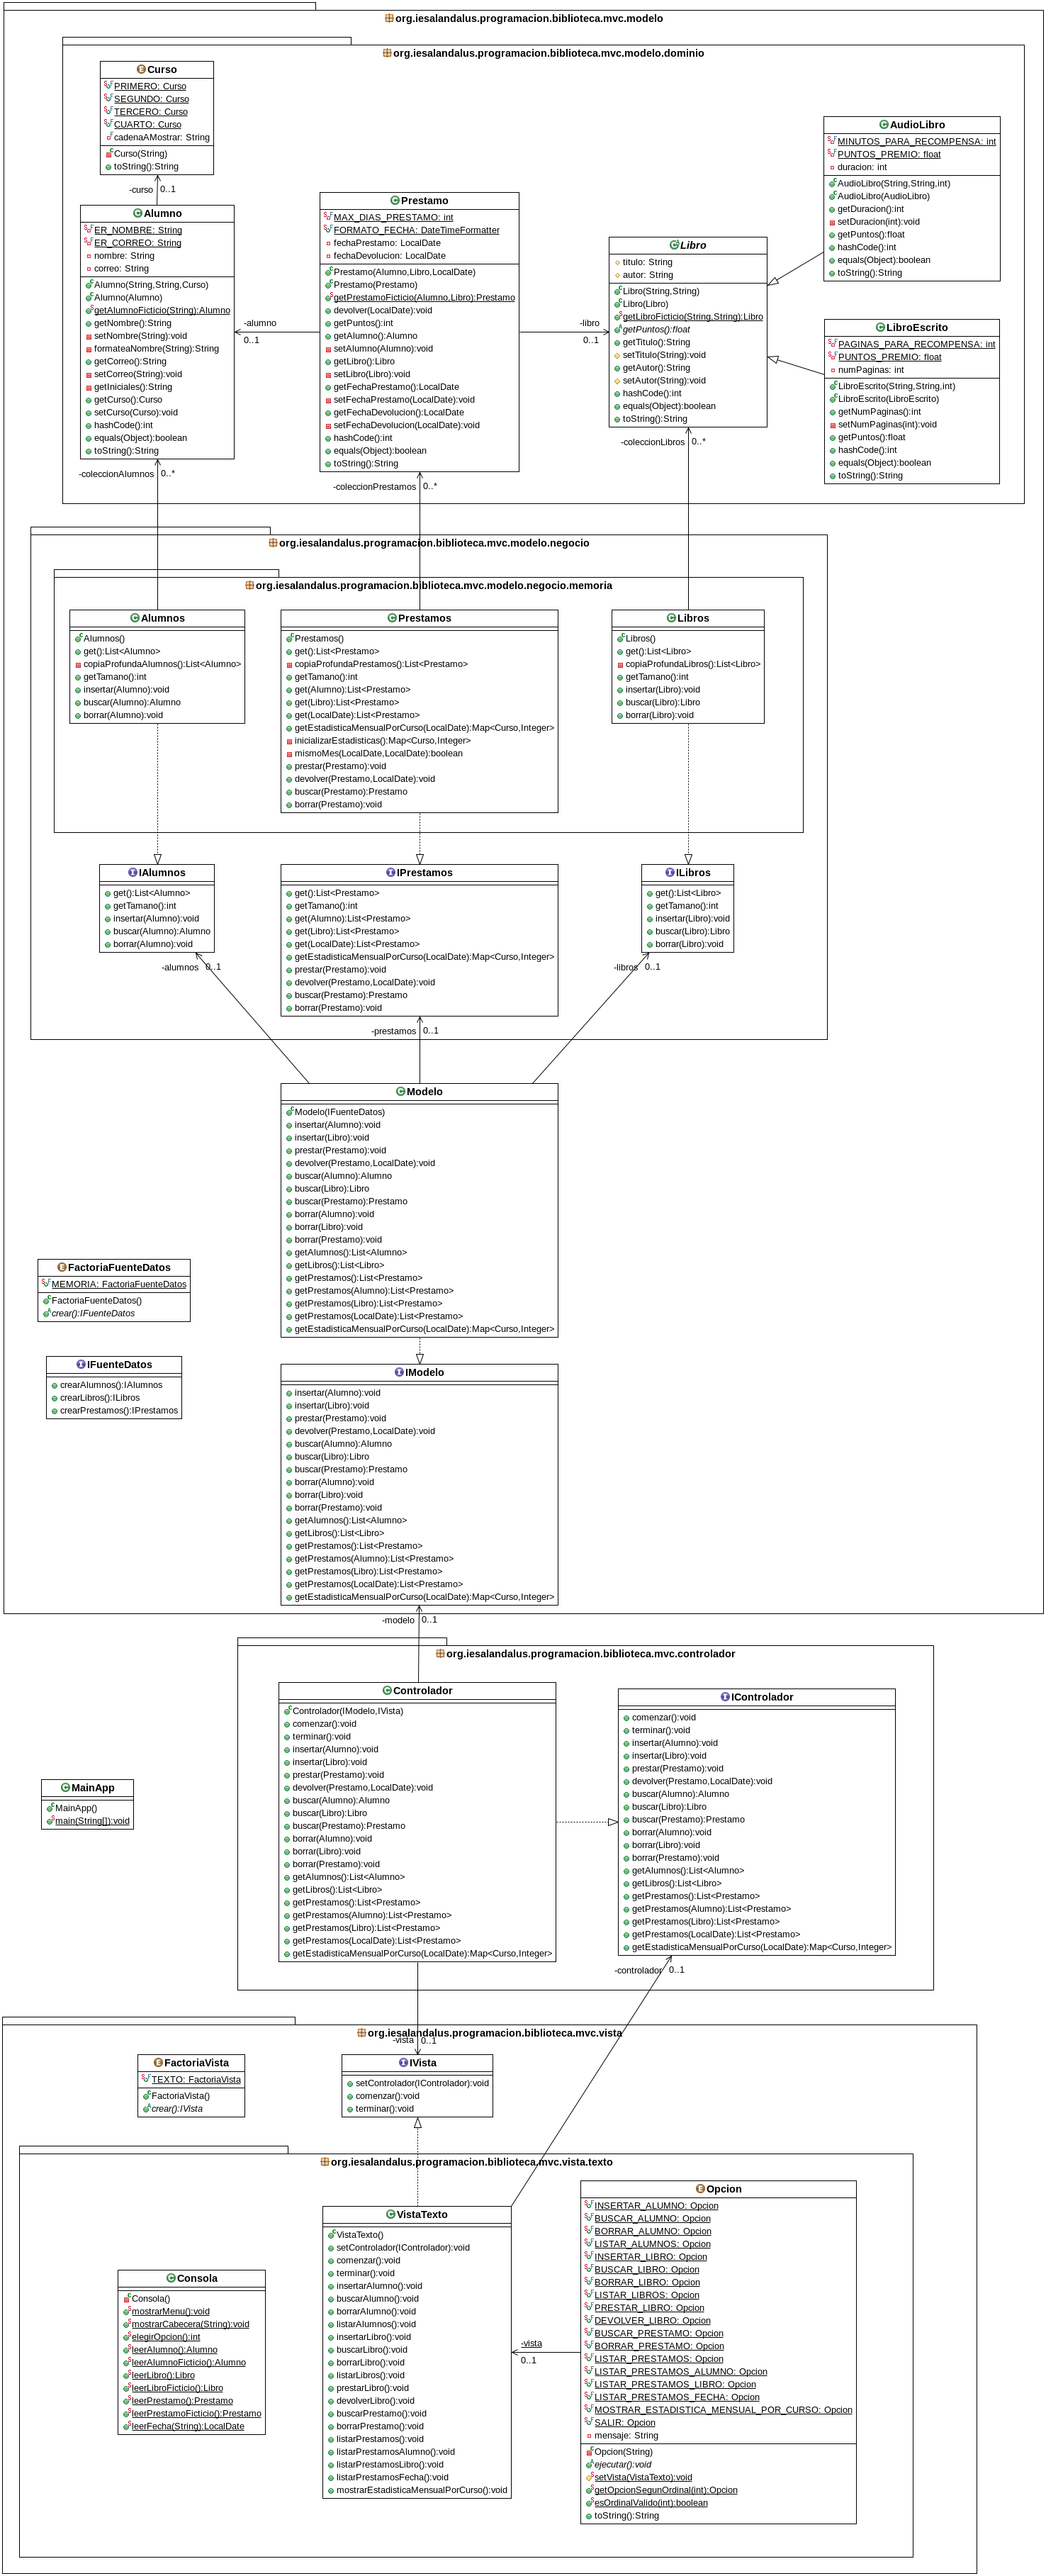 org.iesalandalus.programacion.biblioteca.mvc.modelo
org.iesalandalus.programacion.biblioteca.mvc.modelo.dominio
Curso
PRIMERO: Curso
SEGUNDO: Curso
TERCERO: Curso
CUARTO: Curso
cadenaAMostrar: String
Curso(String)
toString():String
-curso 0..1
Alumno
ER_NOMBRE: String
ER_CORREO: String
nombre: String
correo: String
Alumno(String,String,Curso)
Alumno(Alumno)
getAlumnoFicticio(String):Alumno
getNombre():String
setNombre(String):void
formateaNombre(String):String
getCorreo():String
setCorreo(String):void
getIniciales():String
getCurso():Curso
setCurso(Curso):void
hashCode():int
equals(Object):boolean
toString():String
-coleccionAlumnos 0..*
-alumno
0..1
Prestamo
MAX_DIAS_PRESTAMO: int
FORMATO_FECHA: DateTimeFormatter
fechaPrestamo: LocalDate
fechaDevolucion: LocalDate
Prestamo(Alumno,Libro,LocalDate)
Prestamo(Prestamo)
getPrestamoFicticio(Alumno,Libro):Prestamo
devolver(LocalDate):void
getPuntos():int
getAlumno():Alumno
setAlumno(Alumno):void
getLibro():Libro
setLibro(Libro):void
getFechaPrestamo():LocalDate
setFechaPrestamo(LocalDate):void
getFechaDevolucion():LocalDate
setFechaDevolucion(LocalDate):void
hashCode():int
equals(Object):boolean
toString():String
-coleccionPrestamos 0..*
-libro
0..1
Libro
titulo: String
autor: String
Libro(String,String)
Libro(Libro)
getLibroFicticio(String,String):Libro
getPuntos():float
getTitulo():String
setTitulo(String):void
getAutor():String
setAutor(String):void
hashCode():int
equals(Object):boolean
toString():String
-coleccionLibros 0..*
AudioLibro
MINUTOS_PARA_RECOMPENSA: int
PUNTOS_PREMIO: float
duracion: int
AudioLibro(String,String,int)
AudioLibro(AudioLibro)
getDuracion():int
setDuracion(int):void
getPuntos():float
hashCode():int
equals(Object):boolean
toString():String
LibroEscrito
PAGINAS_PARA_RECOMPENSA: int
PUNTOS_PREMIO: float
numPaginas: int
LibroEscrito(String,String,int)
LibroEscrito(LibroEscrito)
getNumPaginas():int
setNumPaginas(int):void
getPuntos():float
hashCode():int
equals(Object):boolean
toString():String
org.iesalandalus.programacion.biblioteca.mvc.modelo.negocio
org.iesalandalus.programacion.biblioteca.mvc.modelo.negocio.memoria
Alumnos
Alumnos()
get():List<Alumno>
copiaProfundaAlumnos():List<Alumno>
getTamano():int
insertar(Alumno):void
buscar(Alumno):Alumno
borrar(Alumno):void
Prestamos
Prestamos()
get():List<Prestamo>
copiaProfundaPrestamos():List<Prestamo>
getTamano():int
get(Alumno):List<Prestamo>
get(Libro):List<Prestamo>
get(LocalDate):List<Prestamo>
getEstadisticaMensualPorCurso(LocalDate):Map<Curso,Integer>
inicializarEstadisticas():Map<Curso,Integer>
mismoMes(LocalDate,LocalDate):boolean
prestar(Prestamo):void
devolver(Prestamo,LocalDate):void
buscar(Prestamo):Prestamo
borrar(Prestamo):void
Libros
Libros()
get():List<Libro>
copiaProfundaLibros():List<Libro>
getTamano():int
insertar(Libro):void
buscar(Libro):Libro
borrar(Libro):void
IAlumnos
get():List<Alumno>
getTamano():int
insertar(Alumno):void
buscar(Alumno):Alumno
borrar(Alumno):void
-alumnos 0..1
IPrestamos
get():List<Prestamo>
getTamano():int
get(Alumno):List<Prestamo>
get(Libro):List<Prestamo>
get(LocalDate):List<Prestamo>
getEstadisticaMensualPorCurso(LocalDate):Map<Curso,Integer>
prestar(Prestamo):void
devolver(Prestamo,LocalDate):void
buscar(Prestamo):Prestamo
borrar(Prestamo):void
-prestamos 0..1
ILibros
get():List<Libro>
getTamano():int
insertar(Libro):void
buscar(Libro):Libro
borrar(Libro):void
-libros 0..1
Modelo
Modelo(IFuenteDatos)
insertar(Alumno):void
insertar(Libro):void
prestar(Prestamo):void
devolver(Prestamo,LocalDate):void
buscar(Alumno):Alumno
buscar(Libro):Libro
buscar(Prestamo):Prestamo
borrar(Alumno):void
borrar(Libro):void
borrar(Prestamo):void
getAlumnos():List<Alumno>
getLibros():List<Libro>
getPrestamos():List<Prestamo>
getPrestamos(Alumno):List<Prestamo>
getPrestamos(Libro):List<Prestamo>
getPrestamos(LocalDate):List<Prestamo>
getEstadisticaMensualPorCurso(LocalDate):Map<Curso,Integer>
FactoriaFuenteDatos
MEMORIA: FactoriaFuenteDatos
FactoriaFuenteDatos()
crear():IFuenteDatos
IFuenteDatos
crearAlumnos():IAlumnos
crearLibros():ILibros
crearPrestamos():IPrestamos
IModelo
insertar(Alumno):void
insertar(Libro):void
prestar(Prestamo):void
devolver(Prestamo,LocalDate):void
buscar(Alumno):Alumno
buscar(Libro):Libro
buscar(Prestamo):Prestamo
borrar(Alumno):void
borrar(Libro):void
borrar(Prestamo):void
getAlumnos():List<Alumno>
getLibros():List<Libro>
getPrestamos():List<Prestamo>
getPrestamos(Alumno):List<Prestamo>
getPrestamos(Libro):List<Prestamo>
getPrestamos(LocalDate):List<Prestamo>
getEstadisticaMensualPorCurso(LocalDate):Map<Curso,Integer>
-modelo 0..1
org.iesalandalus.programacion.biblioteca.mvc.controlador
Controlador
Controlador(IModelo,IVista)
comenzar():void
terminar():void
insertar(Alumno):void
insertar(Libro):void
prestar(Prestamo):void
devolver(Prestamo,LocalDate):void
buscar(Alumno):Alumno
buscar(Libro):Libro
buscar(Prestamo):Prestamo
borrar(Alumno):void
borrar(Libro):void
borrar(Prestamo):void
getAlumnos():List<Alumno>
getLibros():List<Libro>
getPrestamos():List<Prestamo>
getPrestamos(Alumno):List<Prestamo>
getPrestamos(Libro):List<Prestamo>
getPrestamos(LocalDate):List<Prestamo>
getEstadisticaMensualPorCurso(LocalDate):Map<Curso,Integer>
IControlador
comenzar():void
terminar():void
insertar(Alumno):void
insertar(Libro):void
prestar(Prestamo):void
devolver(Prestamo,LocalDate):void
buscar(Alumno):Alumno
buscar(Libro):Libro
buscar(Prestamo):Prestamo
borrar(Alumno):void
borrar(Libro):void
borrar(Prestamo):void
getAlumnos():List<Alumno>
getLibros():List<Libro>
getPrestamos():List<Prestamo>
getPrestamos(Alumno):List<Prestamo>
getPrestamos(Libro):List<Prestamo>
getPrestamos(LocalDate):List<Prestamo>
getEstadisticaMensualPorCurso(LocalDate):Map<Curso,Integer>
-controlador 0..1
MainApp
MainApp()
main(String[]):void
org.iesalandalus.programacion.biblioteca.mvc.vista
-vista 0..1
FactoriaVista
TEXTO: FactoriaVista
FactoriaVista()
crear():IVista
IVista
setControlador(IControlador):void
comenzar():void
terminar():void
org.iesalandalus.programacion.biblioteca.mvc.vista.texto
Consola
Consola()
mostrarMenu():void
mostrarCabecera(String):void
elegirOpcion():int
leerAlumno():Alumno
leerAlumnoFicticio():Alumno
leerLibro():Libro
leerLibroFicticio():Libro
leerPrestamo():Prestamo
leerPrestamoFicticio():Prestamo
leerFecha(String):LocalDate
VistaTexto
VistaTexto()
setControlador(IControlador):void
comenzar():void
terminar():void
insertarAlumno():void
buscarAlumno():void
borrarAlumno():void
listarAlumnos():void
insertarLibro():void
buscarLibro():void
borrarLibro():void
listarLibros():void
prestarLibro():void
devolverLibro():void
buscarPrestamo():void
borrarPrestamo():void
listarPrestamos():void
listarPrestamosAlumno():void
listarPrestamosLibro():void
listarPrestamosFecha():void
mostrarEstadisticaMensualPorCurso():void
-vista
0..1
Opcion
INSERTAR_ALUMNO: Opcion
BUSCAR_ALUMNO: Opcion
BORRAR_ALUMNO: Opcion
LISTAR_ALUMNOS: Opcion
INSERTAR_LIBRO: Opcion
BUSCAR_LIBRO: Opcion
BORRAR_LIBRO: Opcion
LISTAR_LIBROS: Opcion
PRESTAR_LIBRO: Opcion
DEVOLVER_LIBRO: Opcion
BUSCAR_PRESTAMO: Opcion
BORRAR_PRESTAMO: Opcion
LISTAR_PRESTAMOS: Opcion
LISTAR_PRESTAMOS_ALUMNO: Opcion
LISTAR_PRESTAMOS_LIBRO: Opcion
LISTAR_PRESTAMOS_FECHA: Opcion
MOSTRAR_ESTADISTICA_MENSUAL_POR_CURSO: Opcion
SALIR: Opcion
mensaje: String
Opcion(String)
ejecutar():void
setVista(VistaTexto):void
getOpcionSegunOrdinal(int):Opcion
esOrdinalValido(int):boolean
toString():String